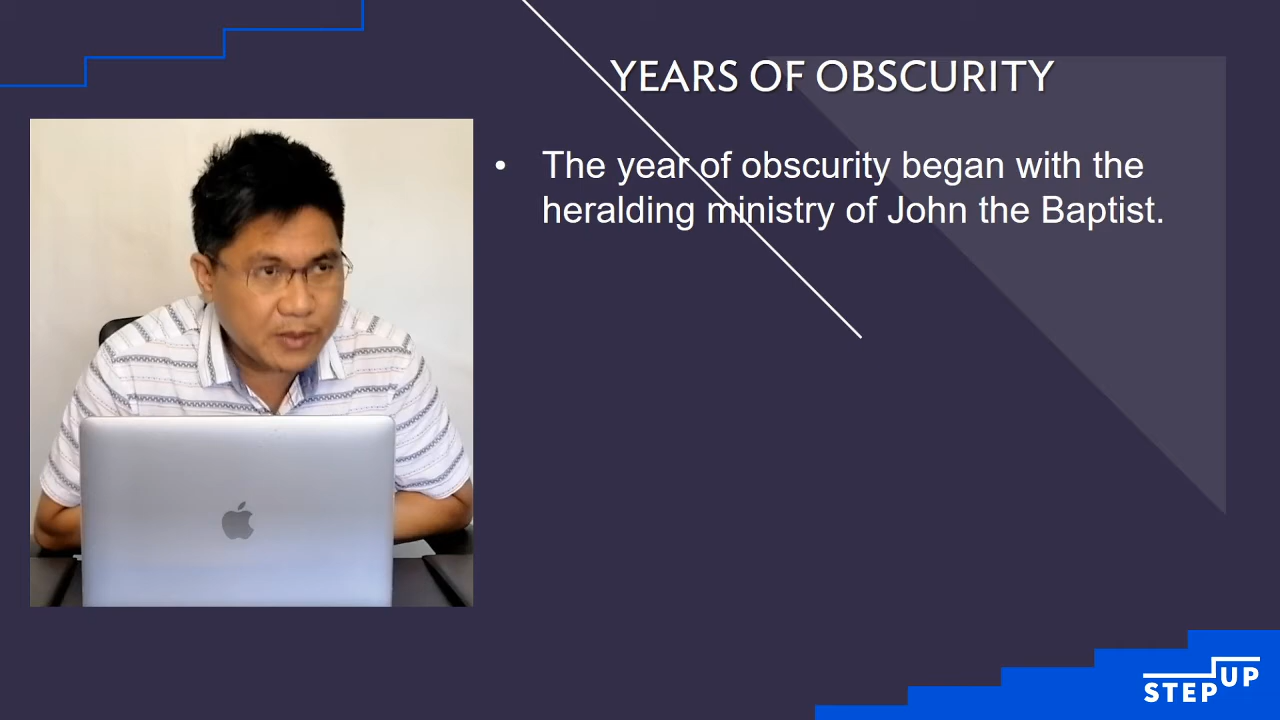 YEARS OF OBSCURITY
• The year of obscurity began with the
heralding ministry of John the Baptist.
STEP UP